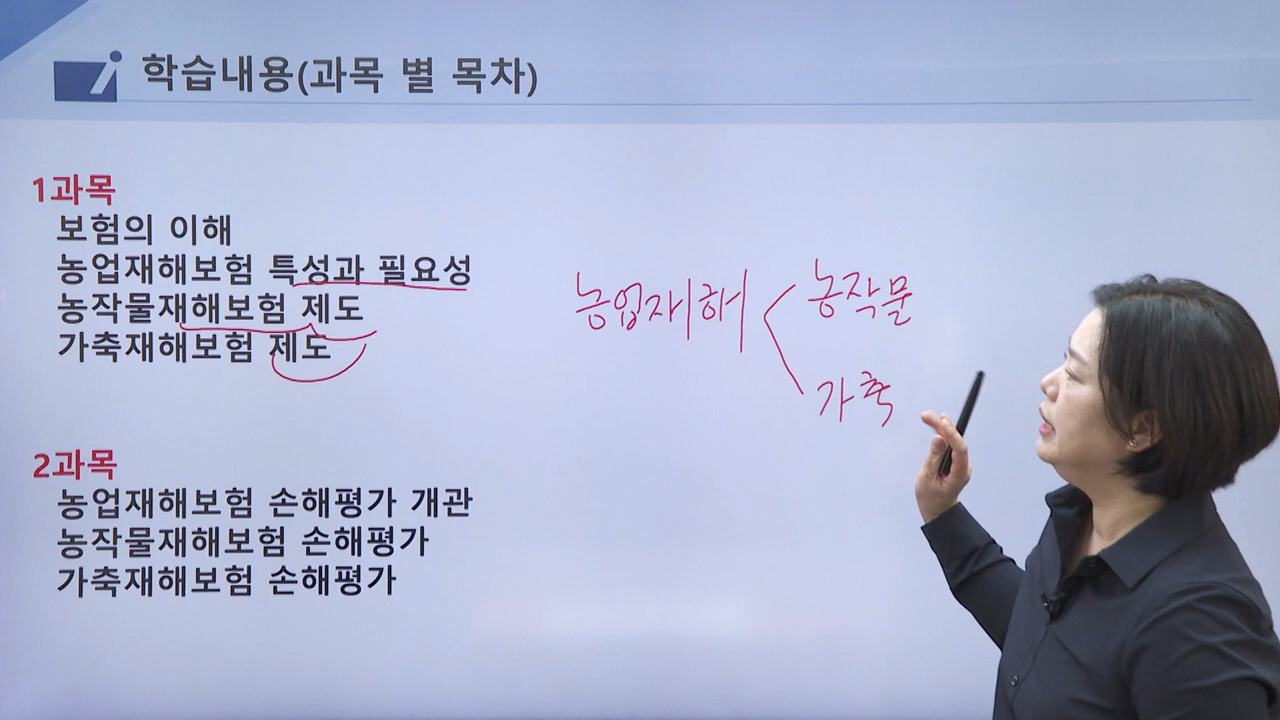 학습내용(과목 별 목차)
1과목
보험의 이해
농업재해보험 특성과 필요성
농작물재해보험 제도
가축재해보험 제도
농업재해
농작물
가축
2과목
농업재해보험 손해평가 개관
농작물재해보험 손해평가
가축재해보험 손해평가